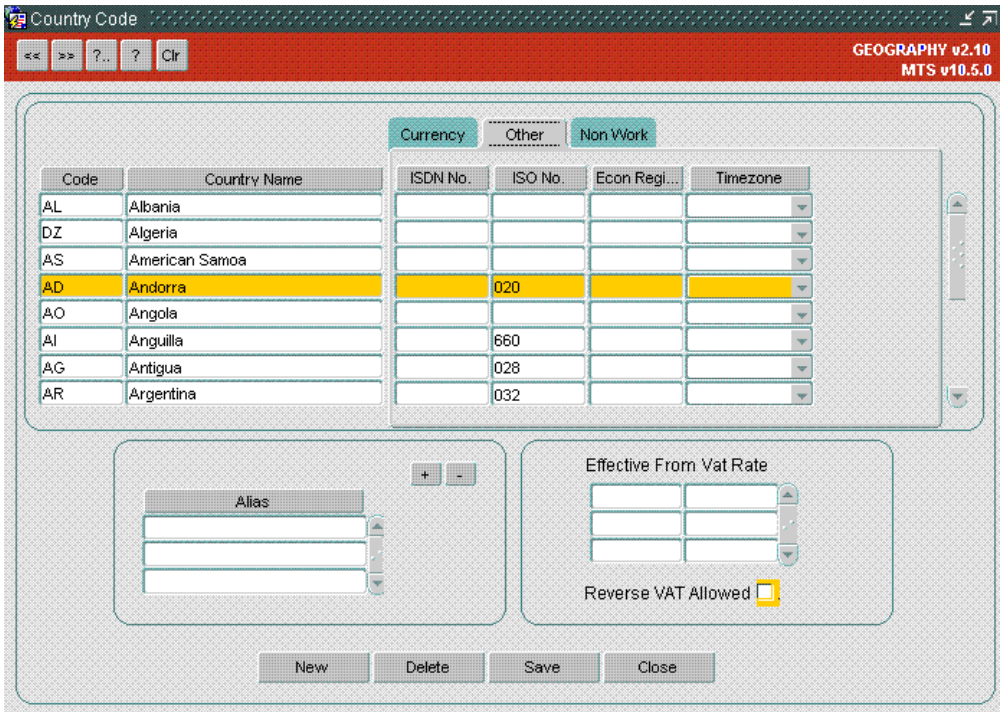 Country Code
<< >> ?.. ? Clr
GEOGRAPHY v2.10
MTS v10.5.0
Currency Other Non Work
Code Country Name ISDN No. ISO No. Econ Regi... Timezone
AL Albania
DZ Algeria
AS American Samoa
AD Andorra 020
AO Angola
AI Anguilla 660
AG Antigua 028
AR Argentina 032
+ -
Effective From Vat Rate
Alias
Reverse VAT Allowed .
New Delete Save Close